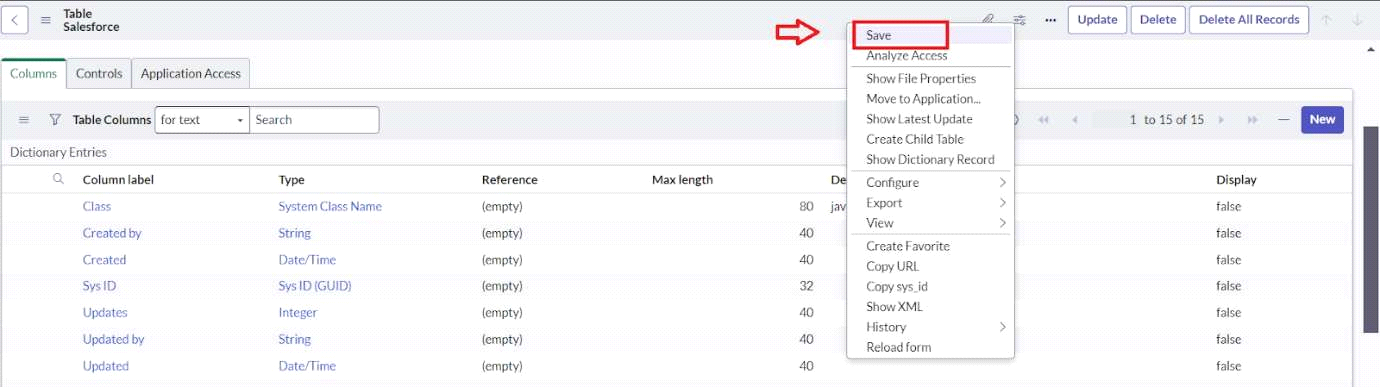 Table
Salesforce
Update
Delete
Delete All Records
Columns
Controls
Application Access
Table Columns
for text
Search
1 to 15 of 15
New
Dictionary Entries
Column label Type Reference Max length De Display
Class System Class Name (empty) 80 jav false
Created by String (empty) 40 false
Created Date/Time (empty) 40 false
Sys ID Sys ID (GUID) (empty) 32 false
Updates Integer (empty) 40 false
Updated by String (empty) 40 false
Updated Date/Time (empty) 40 false
Save
Analyze Access
Show File Properties
Move to Application...
Show Latest Update
Create Child Table
Show Dictionary Record
Configure
Export
View
Create Favorite
Copy URL
Copy sys_id
Show XML
History
Reload form